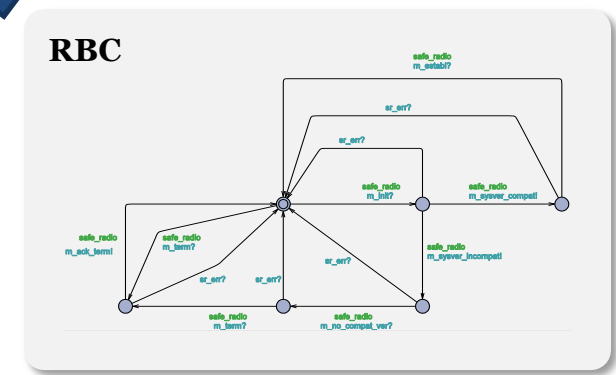 RBC
safe_radio
m_establ?
sr_err?
sr_err?
safe_radio
m_init?
safe_radio
m_sysver_compat!
safe_radio
m_ack_term!
safe_radio
m_term?
safe_radio
m_sysver_incompat!
sr_err?
sr_err?
sr_err?
safe_radio
m_term?
safe_radio
m_no_compat_ver?